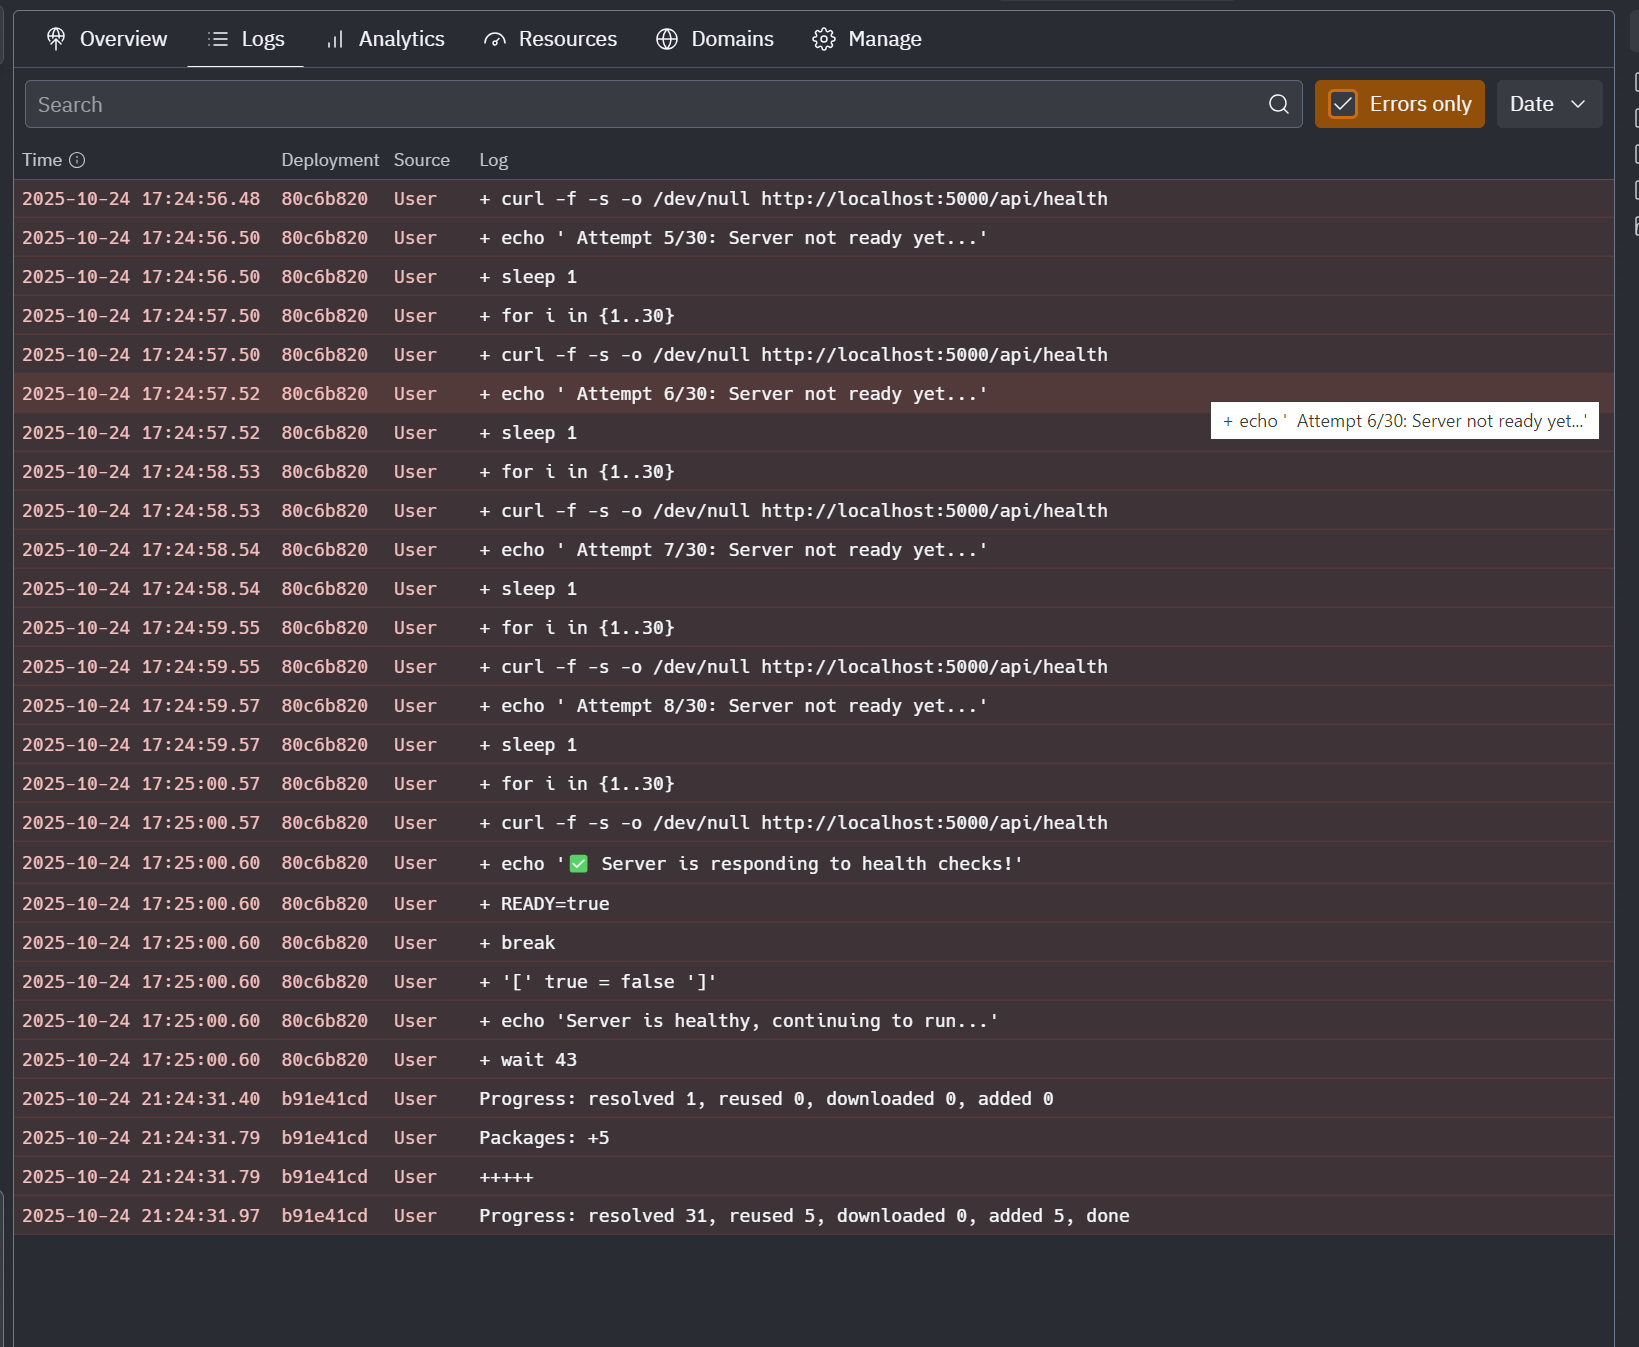 Overview Logs Analytics Resources Domains Manage
Search Errors only Date
Time Deployment Source Log
2025-10-24 17:24:56.48 80c6b820 User + curl -f -s -o /dev/null http://localhost:5000/api/health
2025-10-24 17:24:56.50 80c6b820 User + echo ' Attempt 5/30: Server not ready yet...'
2025-10-24 17:24:56.50 80c6b820 User + sleep 1
2025-10-24 17:24:57.50 80c6b820 User + for i in {1..30}
2025-10-24 17:24:57.50 80c6b820 User + curl -f -s -o /dev/null http://localhost:5000/api/health
2025-10-24 17:24:57.52 80c6b820 User + echo ' Attempt 6/30: Server not ready yet...'
+ echo '  Attempt 6/30: Server not ready yet...'
2025-10-24 17:24:57.52 80c6b820 User + sleep 1
2025-10-24 17:24:58.53 80c6b820 User + for i in {1..30}
2025-10-24 17:24:58.53 80c6b820 User + curl -f -s -o /dev/null http://localhost:5000/api/health
2025-10-24 17:24:58.54 80c6b820 User + echo ' Attempt 7/30: Server not ready yet...'
2025-10-24 17:24:58.54 80c6b820 User + sleep 1
2025-10-24 17:24:59.55 80c6b820 User + for i in {1..30}
2025-10-24 17:24:59.55 80c6b820 User + curl -f -s -o /dev/null http://localhost:5000/api/health
2025-10-24 17:24:59.57 80c6b820 User + echo ' Attempt 8/30: Server not ready yet...'
2025-10-24 17:24:59.57 80c6b820 User + sleep 1
2025-10-24 17:25:00.57 80c6b820 User + for i in {1..30}
2025-10-24 17:25:00.57 80c6b820 User + curl -f -s -o /dev/null http://localhost:5000/api/health
2025-10-24 17:25:00.60 80c6b820 User + echo '✅ Server is responding to health checks!'
2025-10-24 17:25:00.60 80c6b820 User + READY=true
2025-10-24 17:25:00.60 80c6b820 User + break
2025-10-24 17:25:00.60 80c6b820 User + '[' true = false ']'
2025-10-24 17:25:00.60 80c6b820 User + echo 'Server is healthy, continuing to run...'
2025-10-24 17:25:00.60 80c6b820 User + wait 43
2025-10-24 21:24:31.40 b91e41cd User Progress: resolved 1, reused 0, downloaded 0, added 0
2025-10-24 21:24:31.79 b91e41cd User Packages: +5
2025-10-24 21:24:31.79 b91e41cd User +++++
2025-10-24 21:24:31.97 b91e41cd User Progress: resolved 31, reused 5, downloaded 0, added 5, done